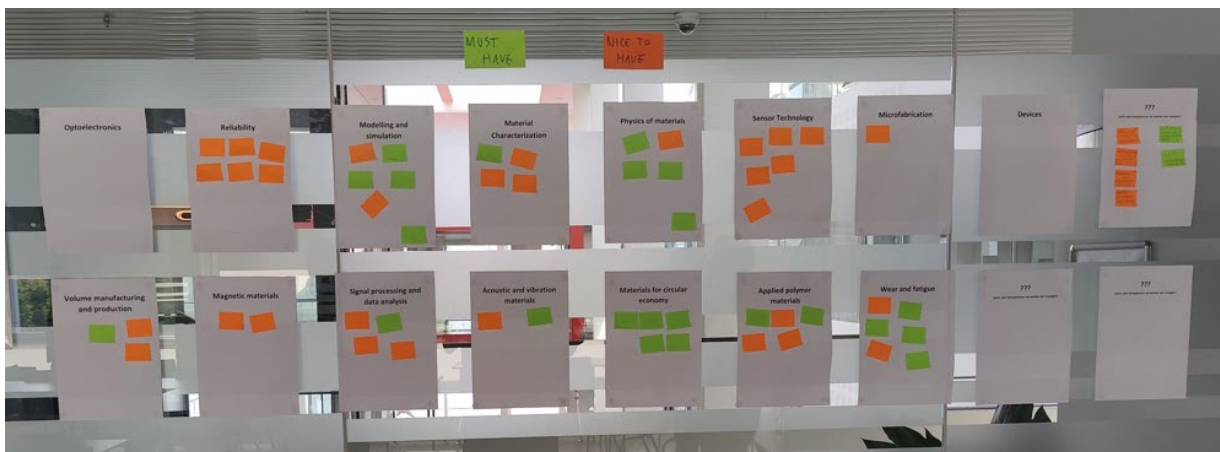 MUST
HAVE
NICE TO
HAVE
Optoelectronics
Reliability
Modelling and
simulation
Material
Characterization
Physics of materials
Sensor Technology
Microfabrication
Devices
???
Volume manufacturing
and production
Magnetic materials
Signal processing and
data analysis
Acoustic and vibration
materials
Materials for circular
economy
Applied polymer
materials
Wear and fatigue
???
???